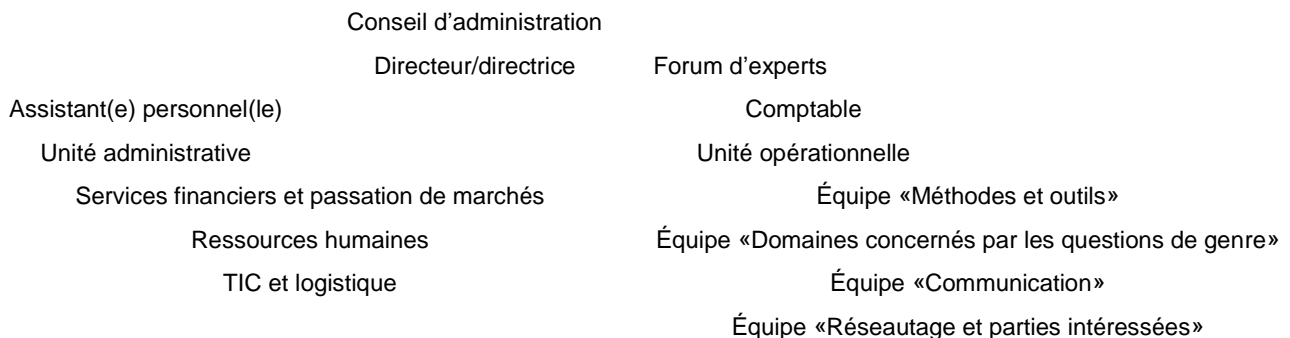 Conseil d’administration
Directeur/directrice Forum d’experts
Assistant(e) personnel(le) Comptable
Unité administrative Unité opérationnelle
Services financiers et passation de marchés Équipe «Méthodes et outils»
Ressources humaines Équipe «Domaines concernés par les questions de genre»
TIC et logistique Équipe «Communication»
Équipe «Réseautage et parties intéressées»